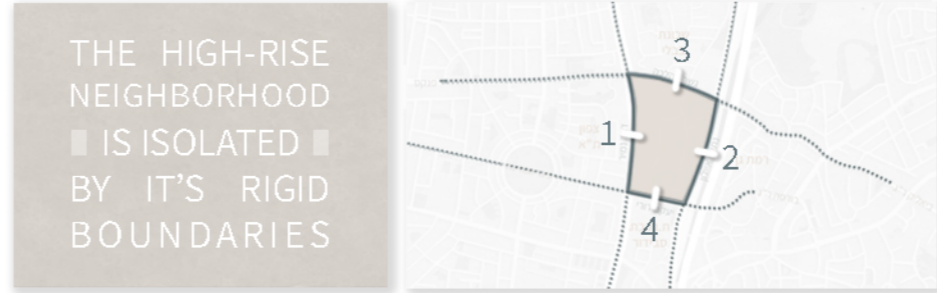 THE HIGH-RISE
NEIGHBORHOOD
IS ISOLATED
BY IT’S RIGID
BOUNDARIES
3
1
2
4